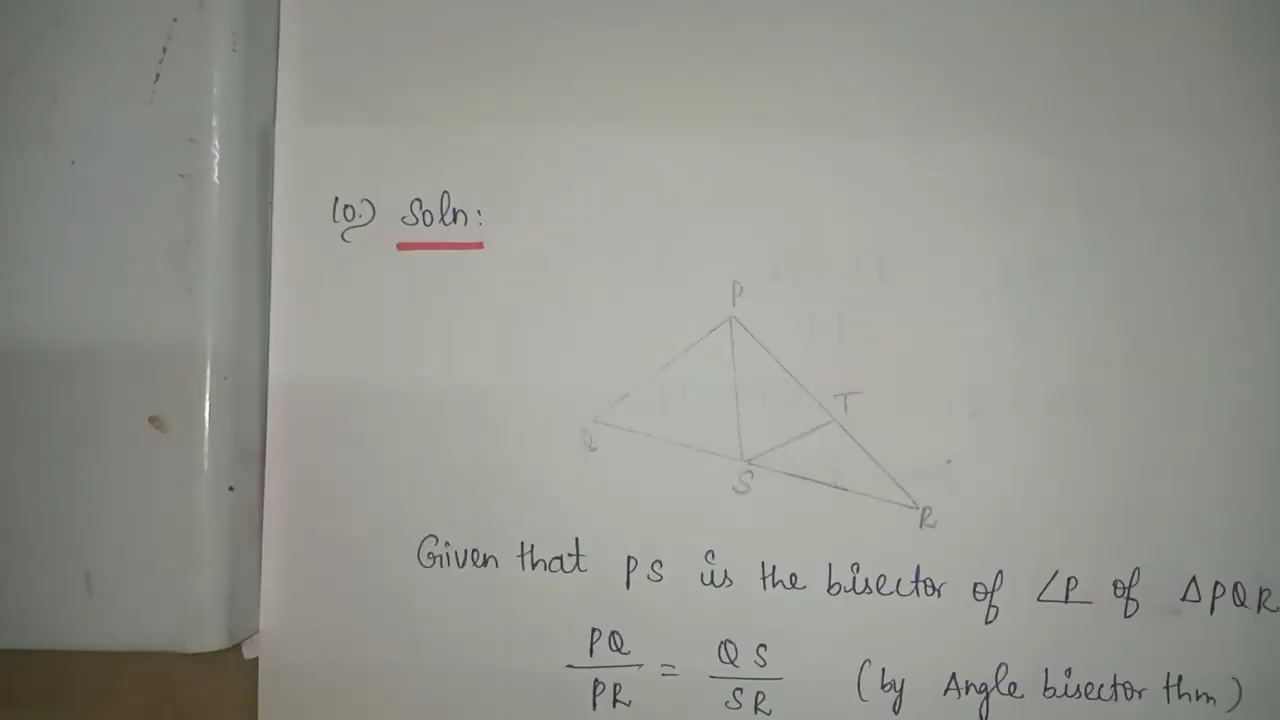 10.) Soln:
P
T
Q
S
R
Given that PS is the bisector of ∠P of ΔPQR
PQ/PR = QS/SR (by Angle bisector thm)